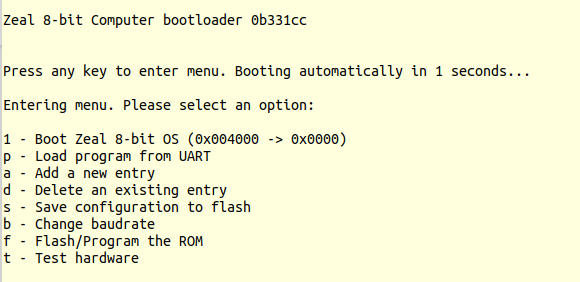 Zeal 8-bit Computer bootloader 0b331cc
Press any key to enter menu. Booting automatically in 1 seconds...
Entering menu. Please select an option:
1 - Boot Zeal 8-bit OS (0x004000 -> 0x0000)
p - Load program from UART
a - Add a new entry
d - Delete an existing entry
s - Save configuration to flash
b - Change baudrate
f - Flash/Program the ROM
t - Test hardware